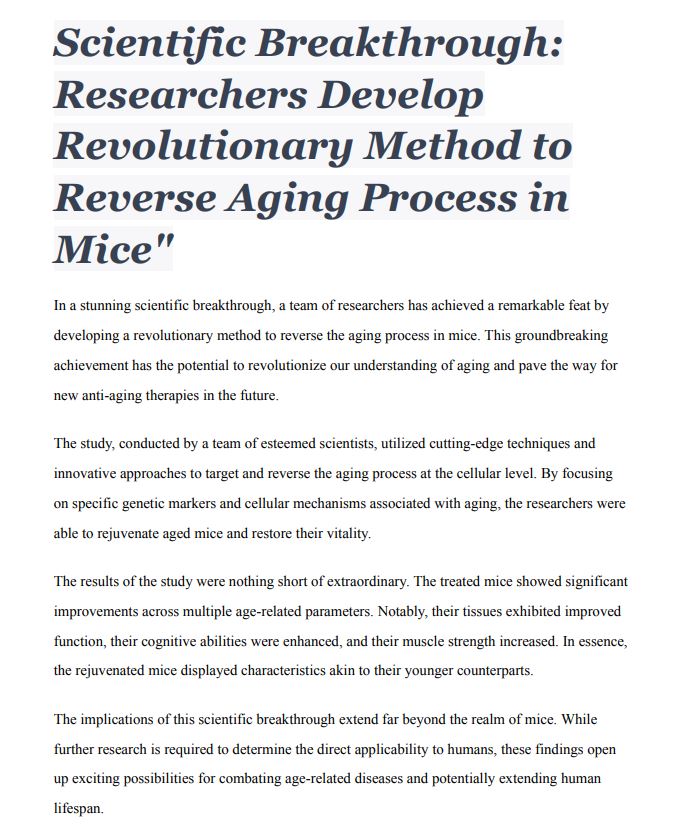 Scientific Breakthrough:
Researchers Develop
Revolutionary Method to
Reverse Aging Process in
Mice"
In a stunning scientific breakthrough, a team of researchers has achieved a remarkable feat by
developing a revolutionary method to reverse the aging process in mice. This groundbreaking
achievement has the potential to revolutionize our understanding of aging and pave the way for
new anti-aging therapies in the future.
The study, conducted by a team of esteemed scientists, utilized cutting-edge techniques and
innovative approaches to target and reverse the aging process at the cellular level. By focusing
on specific genetic markers and cellular mechanisms associated with aging, the researchers were
able to rejuvenate aged mice and restore their vitality.
The results of the study were nothing short of extraordinary. The treated mice showed significant
improvements across multiple age-related parameters. Notably, their tissues exhibited improved
function, their cognitive abilities were enhanced, and their muscle strength increased. In essence,
the rejuvenated mice displayed characteristics akin to their younger counterparts.
The implications of this scientific breakthrough extend far beyond the realm of mice. While
further research is required to determine the direct applicability to humans, these findings open
up exciting possibilities for combating age-related diseases and potentially extending human
lifespan.